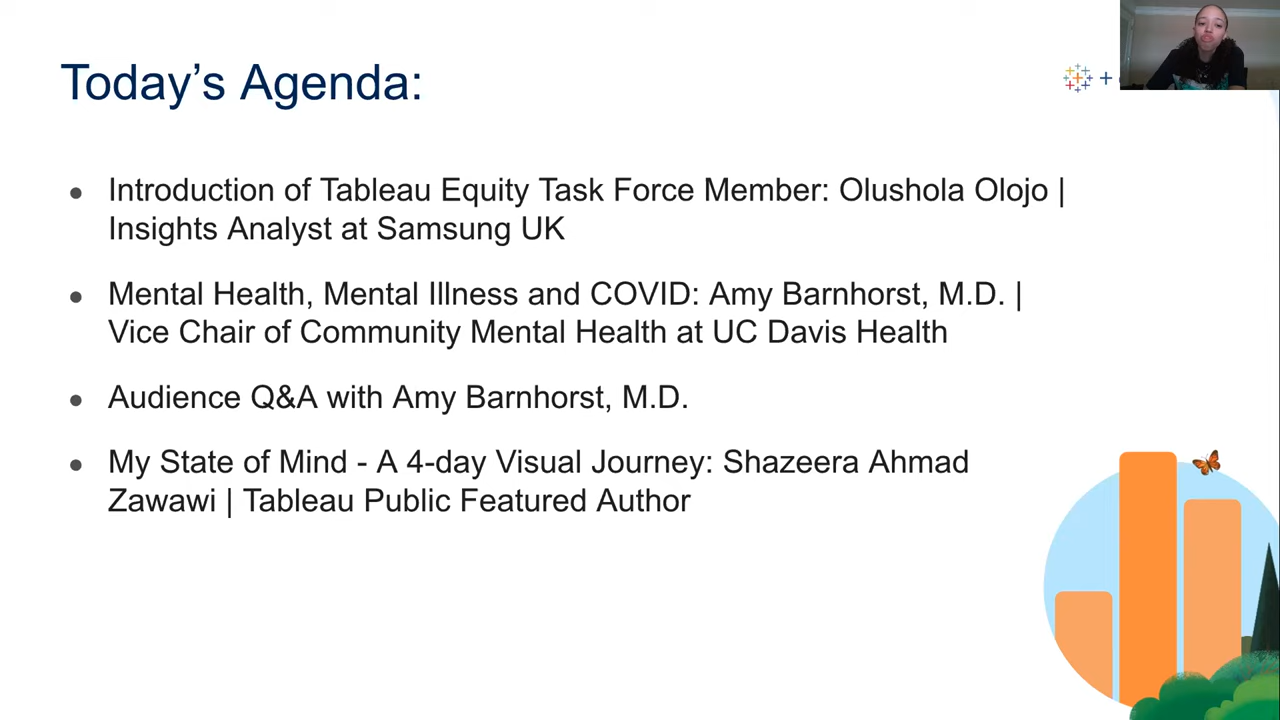 Today's Agenda:
● Introduction of Tableau Equity Task Force Member: Olushola Olojo |
Insights Analyst at Samsung UK
● Mental Health, Mental Illness and COVID: Amy Barnhorst, M.D. |
Vice Chair of Community Mental Health at UC Davis Health
● Audience Q&A with Amy Barnhorst, M.D.
● My State of Mind - A 4-day Visual Journey: Shazeera Ahmad
Zawawi | Tableau Public Featured Author